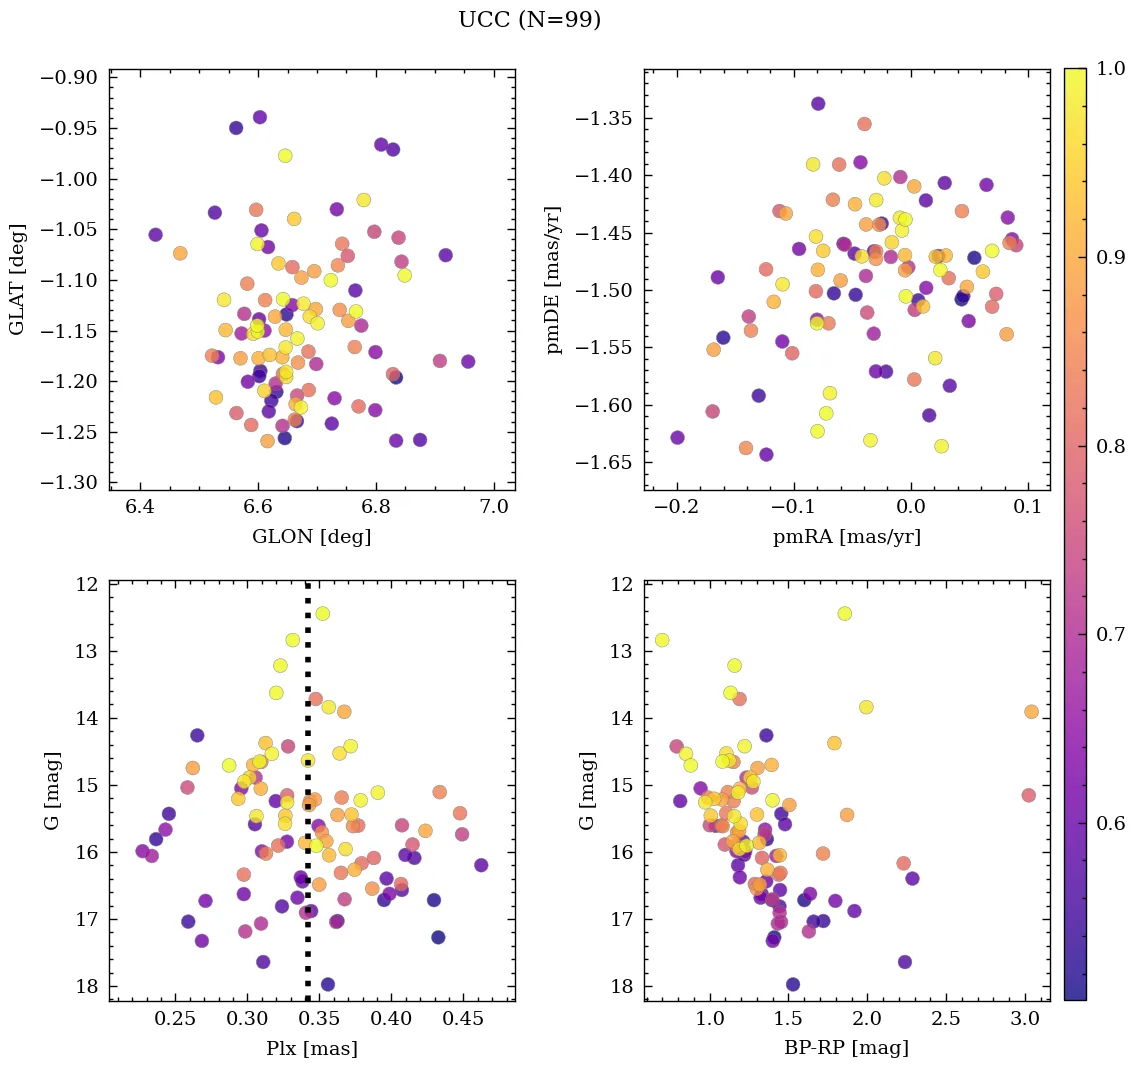 UCC (N=99)
−0.90
−0.95
−1.00
−1.05
−1.10
−1.15
−1.20
−1.25
−1.30
GLAT [deg]
6.4 6.6 6.8 7.0
GLON [deg]
−1.35
−1.40
−1.45
−1.50
−1.55
−1.60
−1.65
pmDE [mas/yr]
−0.2 −0.1 0.0 0.1
pmRA [mas/yr]
1.0
0.9
0.8
0.7
0.6
12
13
14
15
16
17
18
G [mag]
0.25 0.30 0.35 0.40 0.45
Plx [mas]
12
13
14
15
16
17
18
G [mag]
1.0 1.5 2.0 2.5 3.0
BP-RP [mag]